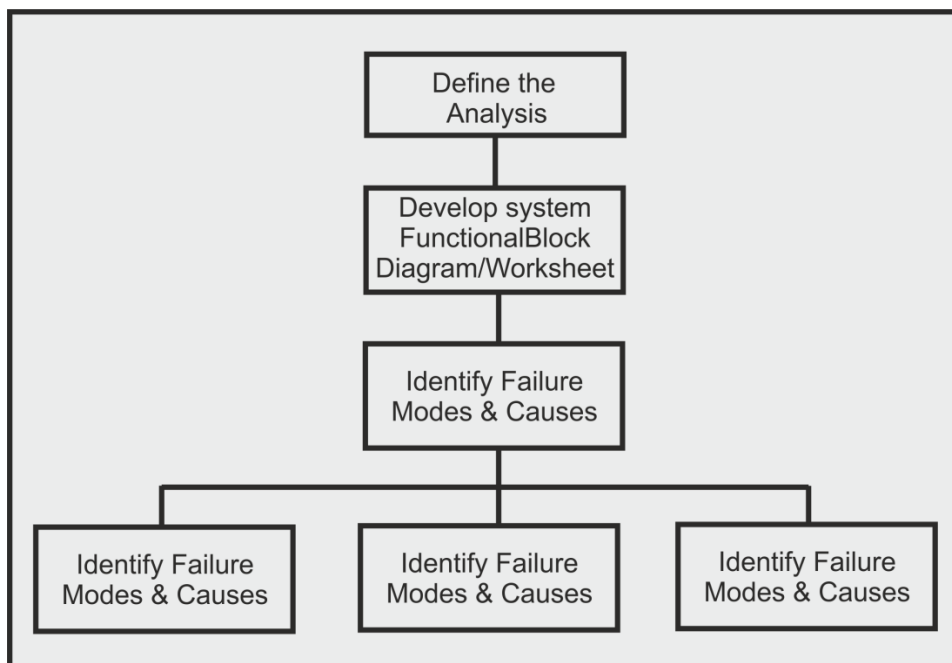 Define the
Analysis
Develop system
FunctionalBlock
Diagram/Worksheet
Identify Failure
Modes & Causes
Identify Failure
Modes & Causes
Identify Failure
Modes & Causes
Identify Failure
Modes & Causes